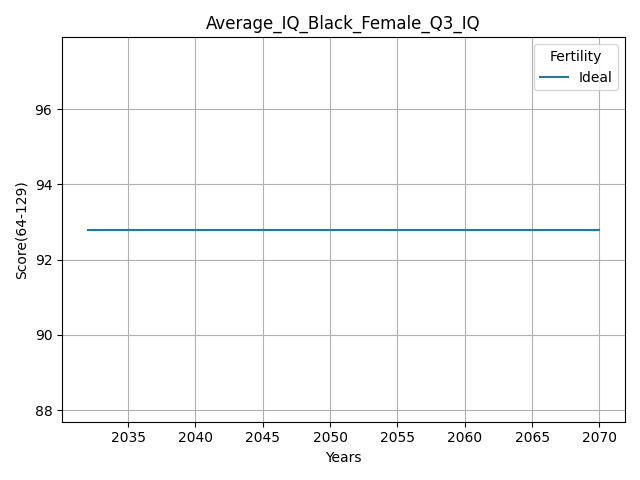 Average_IQ_Black_Female_Q3_IQ
Fertility
Ideal
Score(64-129)
96
94
92
90
88
2035 2040 2045 2050 2055 2060 2065 2070
Years